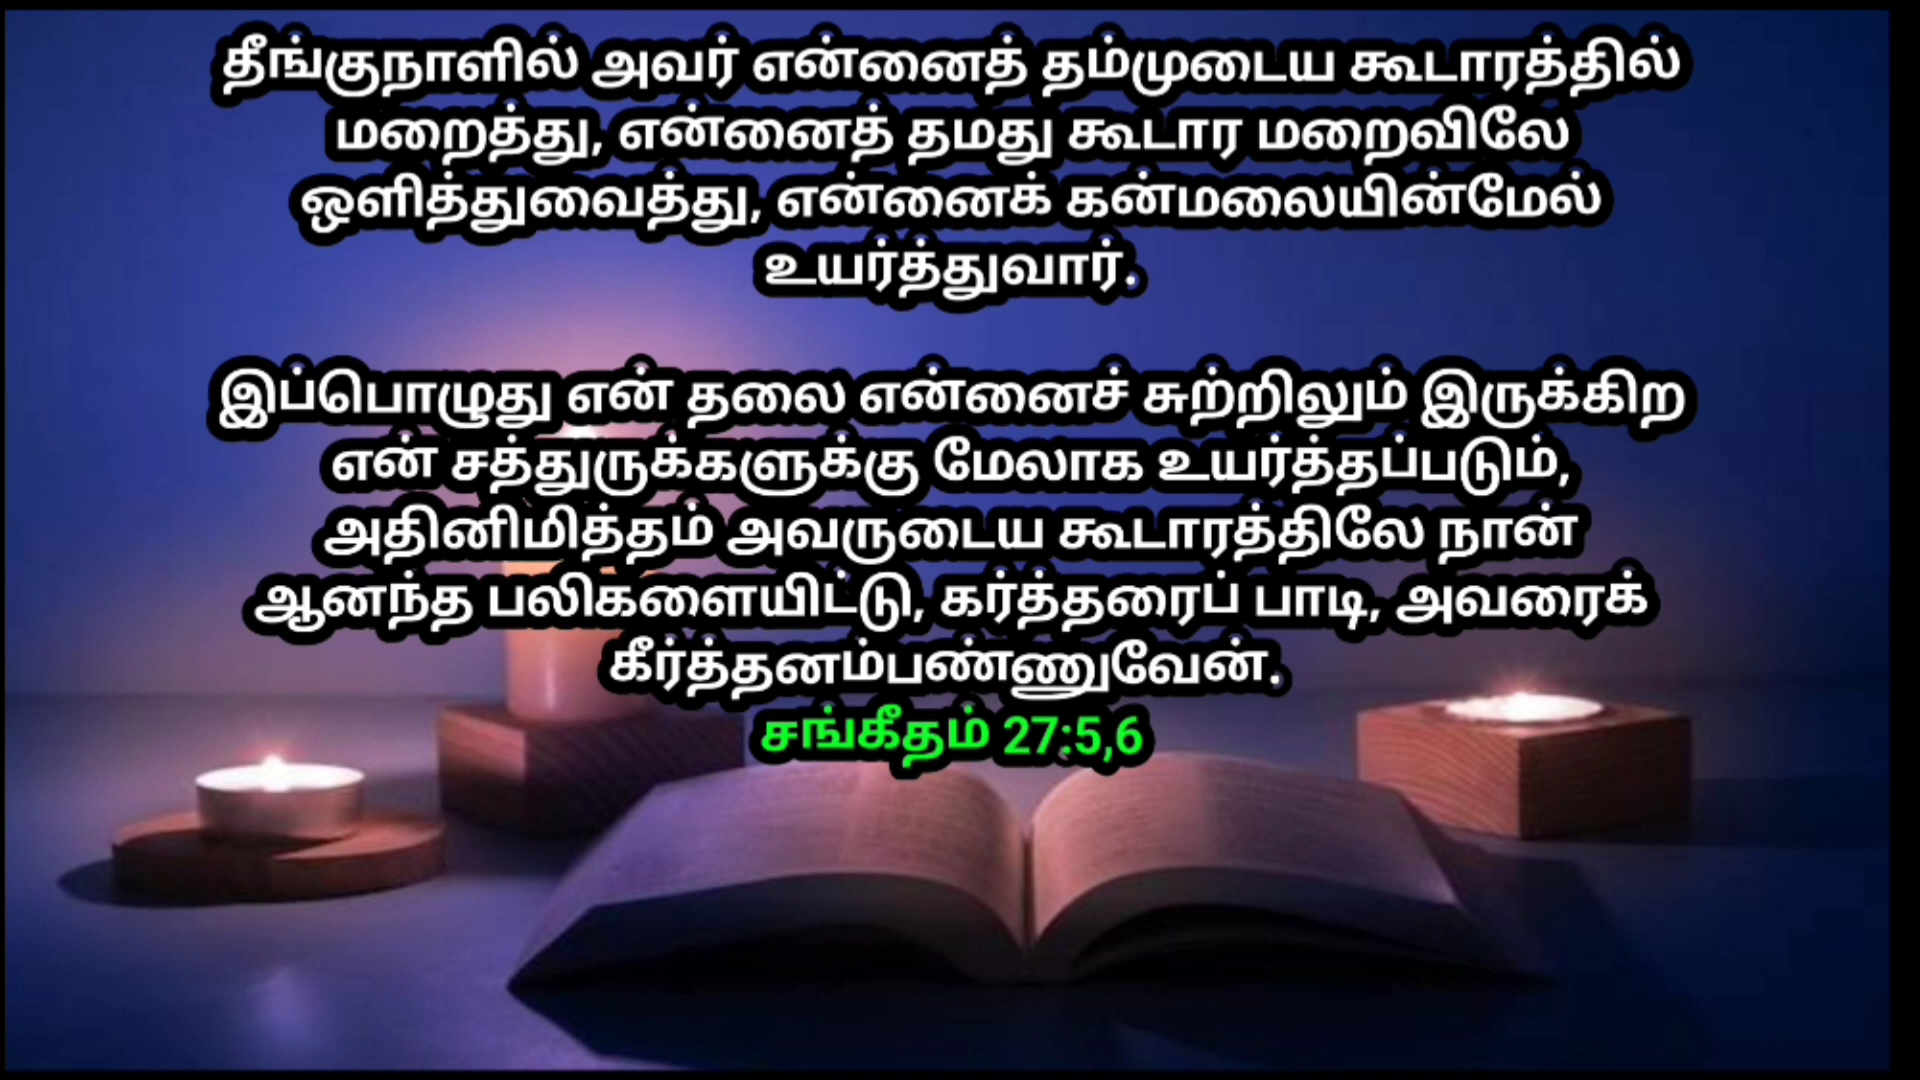 தீங்குநாளில் அவர் என்னைத் தம்முடைய கூடாரத்தில்
மறைத்து, என்னைத் தமது கூடார மறைவிலே
ஒளித்துவைத்து, என்னைக் கன்மலையின்மேல்
உயர்த்துவார்.
இப்பொழுது என் தலை என்னைச் சுற்றிலும் இருக்கிற
என் சத்துருக்களுக்கு மேலாக உயர்த்தப்படும்,
அதினிமித்தம் அவருடைய கூடாரத்திலே நான்
ஆனந்த பலிகளையிட்டு, கர்த்தரைப் பாடி, அவரைக்
கீர்த்தனம்பண்ணுவேன்.
சங்கீதம் 27:5,6